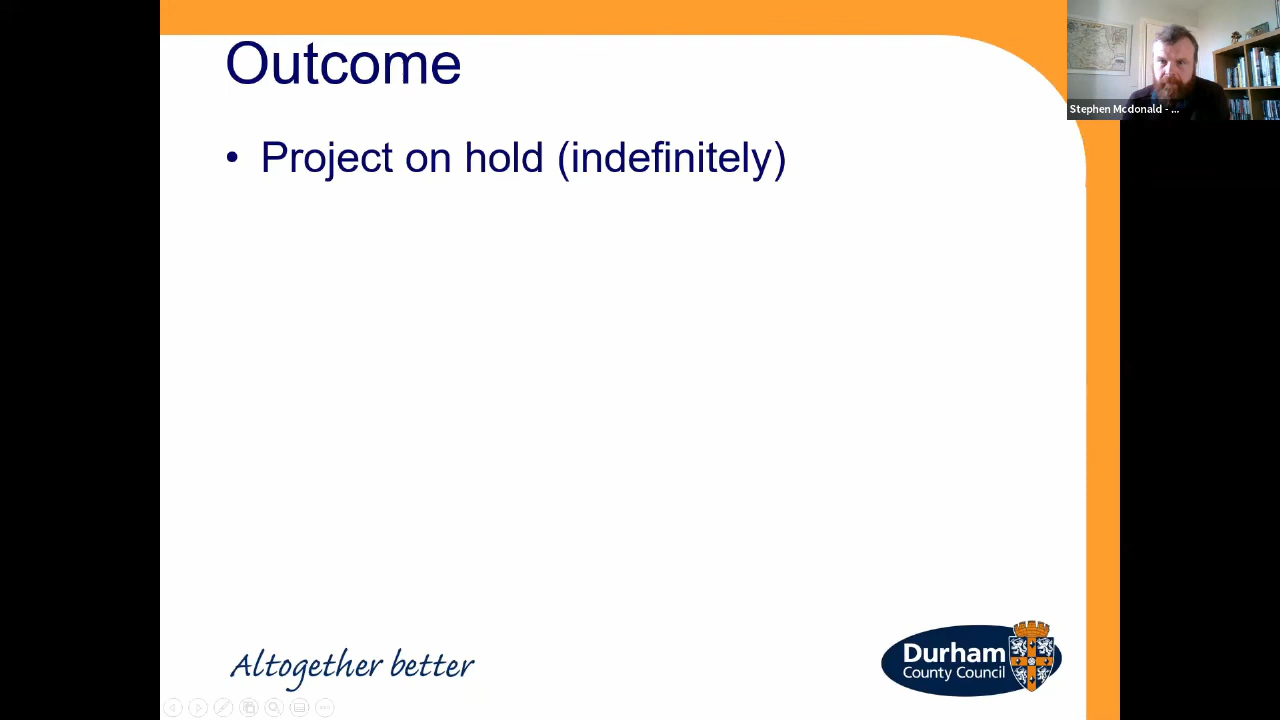 Outcome
• Project on hold (indefinitely)
Stephen Mcdonald - ...
Altogether better
Durham
County Council